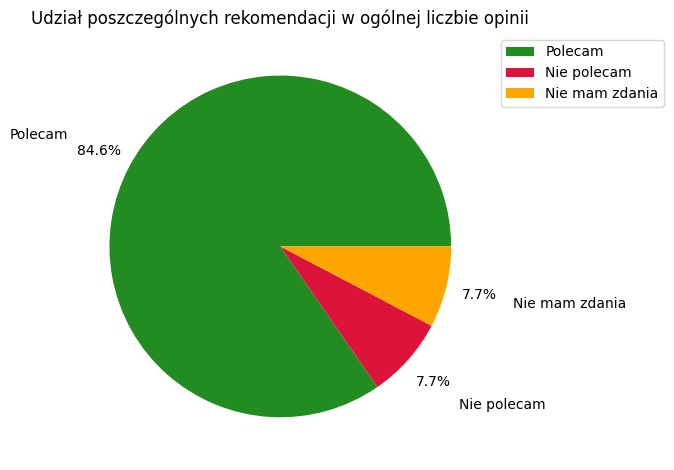 Udział poszczególnych rekomendacji w ogólnej liczbie opinii
Polecam
Nie polecam
Nie mam zdania
Polecam
84.6%
7.7%
Nie mam zdania
7.7%
Nie polecam